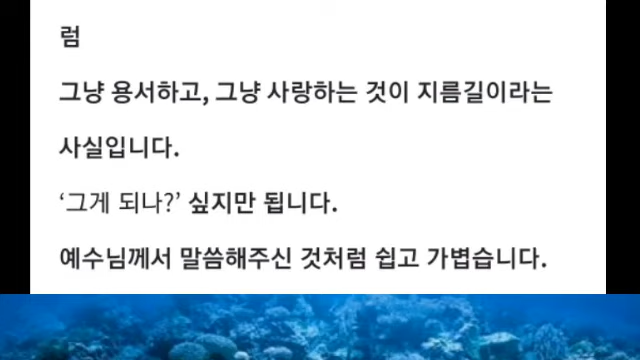 럼
그냥 용서하고, 그냥 사랑하는 것이 지름길이라는
사실입니다.
‘그게 되나?’ 싶지만 됩니다.
예수님께서 말씀해주신 것처럼 쉽고 가볍습니다.